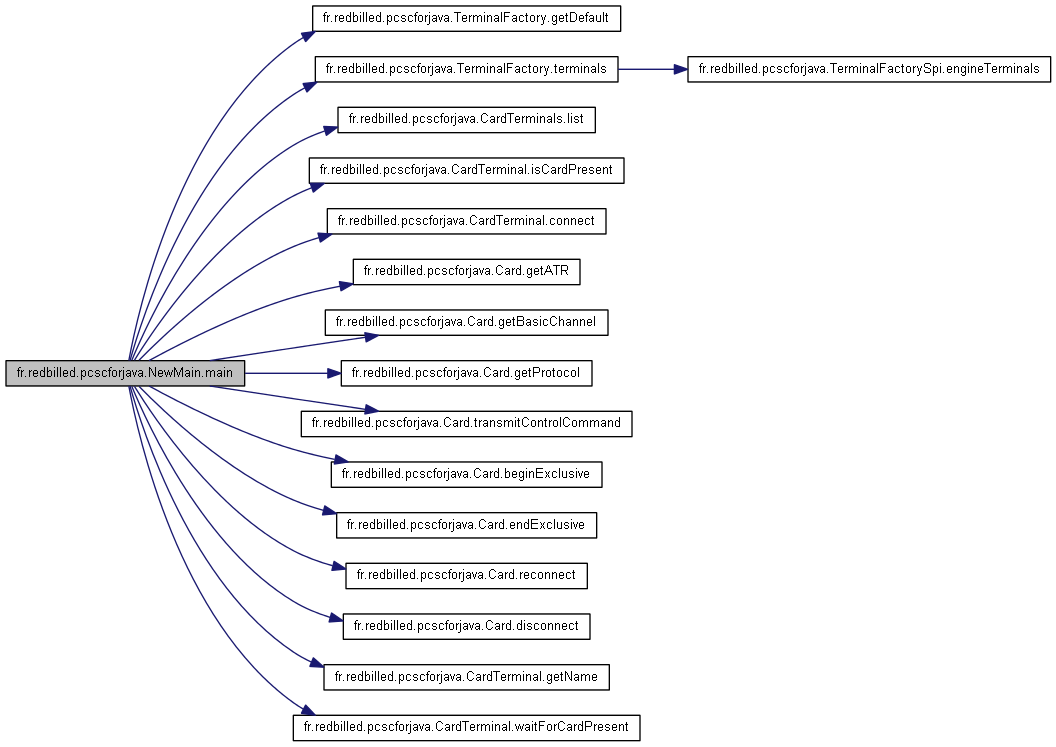 fr.redbilled.pcscforjava.TerminalFactory.getDefault
fr.redbilled.pcscforjava.TerminalFactory.terminals
fr.redbilled.pcscforjava.TerminalFactorySpi.engineTerminals
fr.redbilled.pcscforjava.CardTerminals.list
fr.redbilled.pcscforjava.CardTerminal.isCardPresent
fr.redbilled.pcscforjava.CardTerminal.connect
fr.redbilled.pcscforjava.Card.getATR
fr.redbilled.pcscforjava.Card.getBasicChannel
fr.redbilled.pcscforjava.NewMain.main
fr.redbilled.pcscforjava.Card.getProtocol
fr.redbilled.pcscforjava.Card.transmitControlCommand
fr.redbilled.pcscforjava.Card.beginExclusive
fr.redbilled.pcscforjava.Card.endExclusive
fr.redbilled.pcscforjava.Card.reconnect
fr.redbilled.pcscforjava.Card.disconnect
fr.redbilled.pcscforjava.CardTerminal.getName
fr.redbilled.pcscforjava.CardTerminal.waitForCardPresent